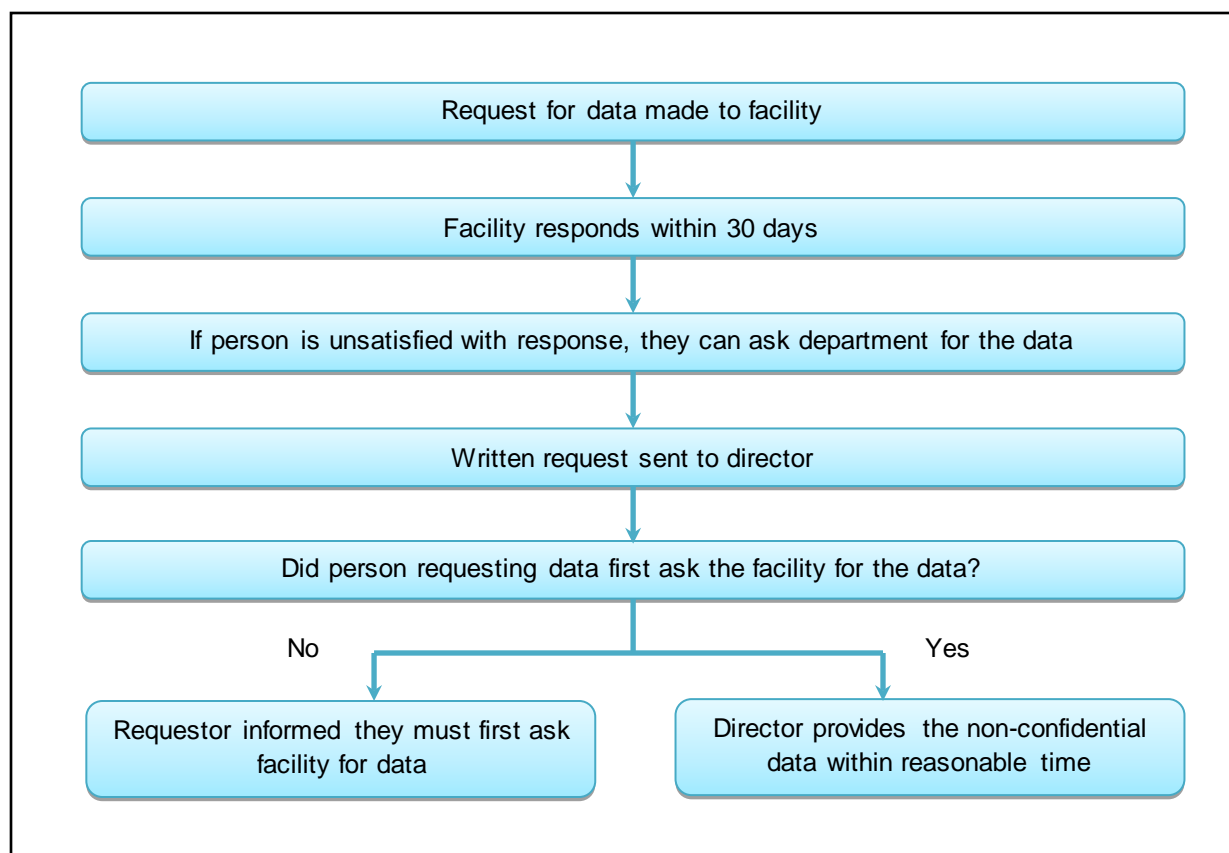 Request for data made to facility
Facility responds within 30 days
If person is unsatisfied with response, they can ask department for the data
Written request sent to director
Did person requesting data first ask the facility for the data?
No
Yes
Requestor informed they must first ask
facility for data
Director provides the non-confidential
data within reasonable time